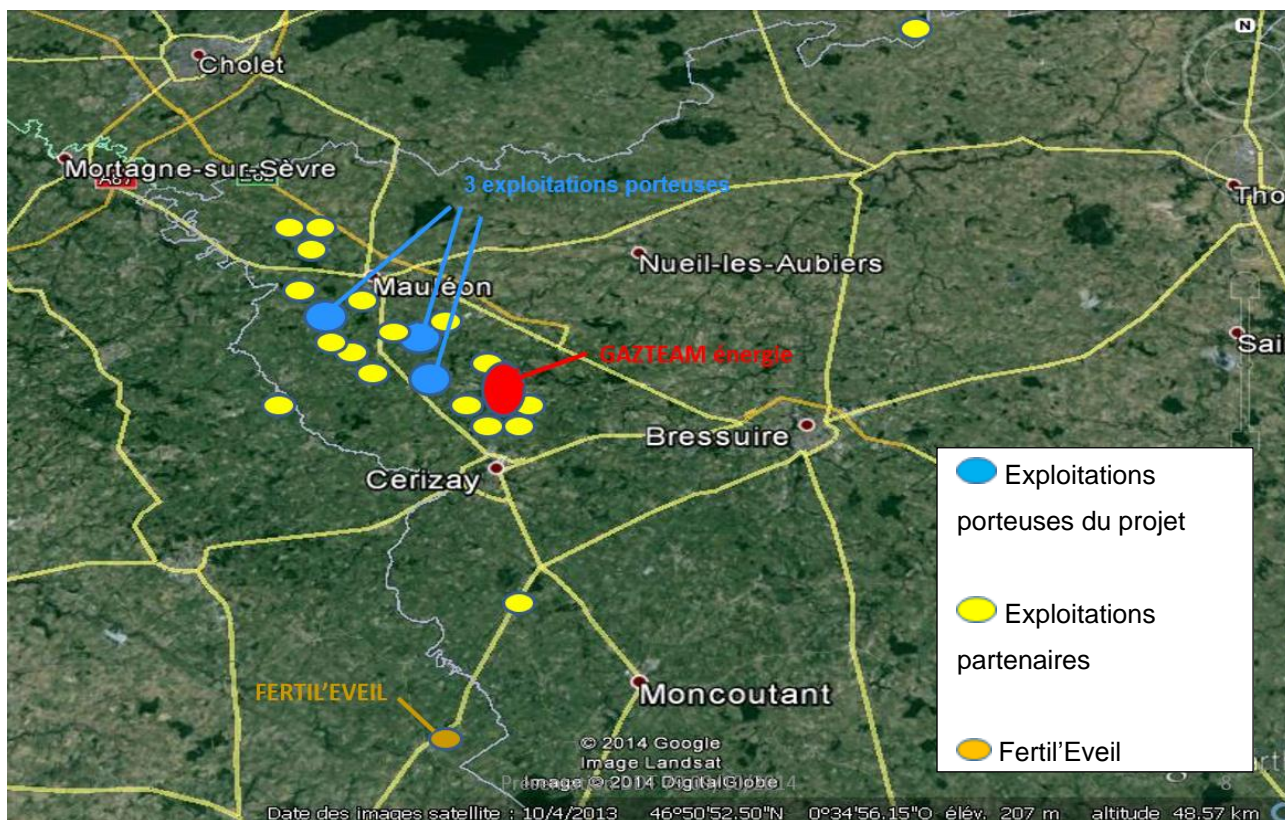 N
Cholet
Mortagne-sur-Sèvre
A87
3 exploitations porteuses
Tho
Nueil-les-Aubiers
Mauléon
Sai
GAZTEAM énergie
Bressuire
Cerizay
Exploitations
porteuses du projet
Exploitations
partenaires
Fertil'Eveil
FERTIL'EVEIL
Moncoutant
© 2014 Google
Image Landsat
Image © 2014 DigitalGlobe
8
Date des images satellite : 10/4/2013 46°50'52.50"N 0°34'56.15"O élév. 207 m altitude 48.57 km